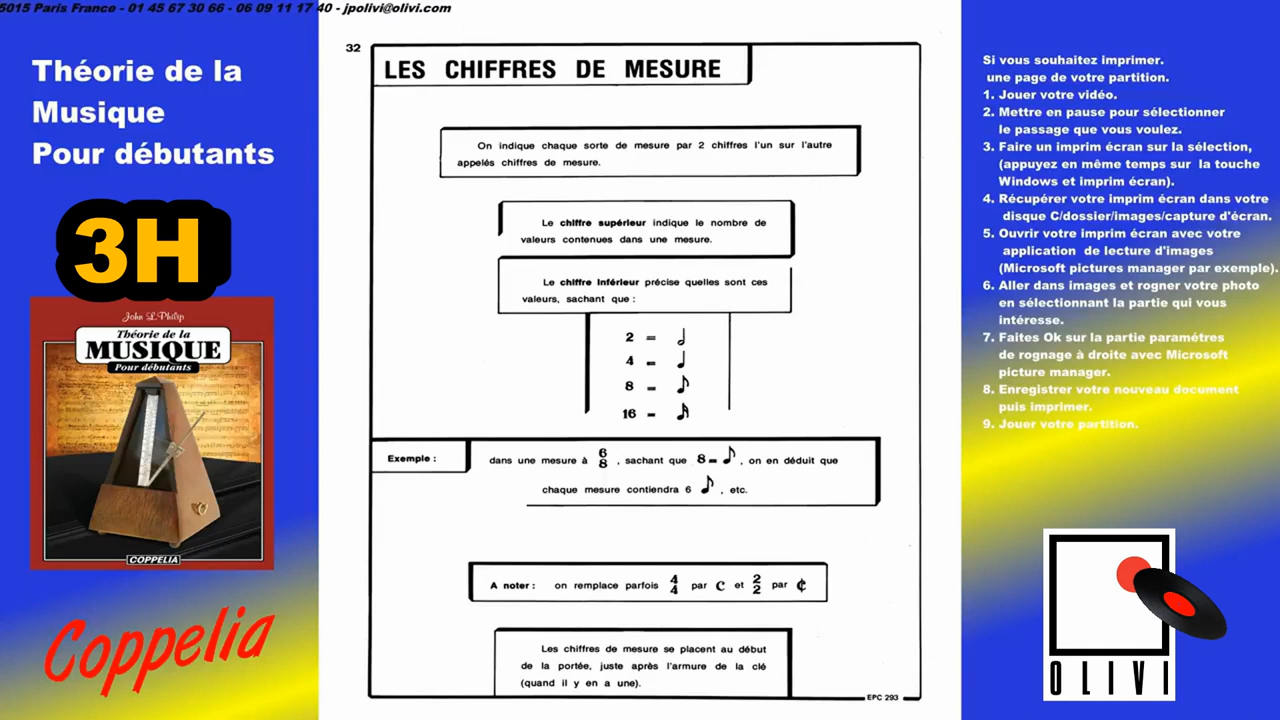 5015 Paris France - 01 45 67 30 66 - 06 09 11 17 40 - jpolivi@olivi.com
Théorie de la
Musique
Pour débutants
3H
John L. Philip
Théorie de la
MUSIQUE
Pour débutants
COPPELIA
Coppelia
32
LES CHIFFRES DE MESURE
On indique chaque sorte de mesure par 2 chiffres l'un sur l'autre
appelés chiffres de mesure.
Le chiffre supérieur indique le nombre de
valeurs contenues dans une mesure.
Le chiffre inférieur précise quelles sont ces
valeurs, sachant que :
2 = 𝅗𝅥
4 = ♩
8 = ♪
16 = 𝅘𝅥𝅯
Exemple : dans une mesure à 6/8 , sachant que 8 = ♪ , on en déduit que
chaque mesure contiendra 6 ♪ , etc.
A noter : on remplace parfois 4/4 par C et 2/2 par ¢
Les chiffres de mesure se placent au début
de la portée, juste après l'armure de la clé
(quand il y en a une).
EPC 293
Si vous souhaitez imprimer.
une page de votre partition.
1. Jouer votre vidéo.
2. Mettre en pause pour sélectionner
le passage que vous voulez.
3. Faire un imprim écran sur la sélection,
(appuyez en même temps sur la touche
Windows et imprim écran).
4. Récupérer votre imprim écran dans votre
disque C/dossier/images/capture d'écran.
5. Ouvrir votre imprim écran avec votre
application de lecture d'images
(Microsoft pictures manager par exemple).
6. Aller dans images et rogner votre photo
en sélectionnant la partie qui vous
intéresse.
7. Faites Ok sur la partie paramétres
de rognage à droite avec Microsoft
picture manager.
8. Enregistrer votre nouveau document
puis imprimer.
9. Jouer votre partition.
OLIVI